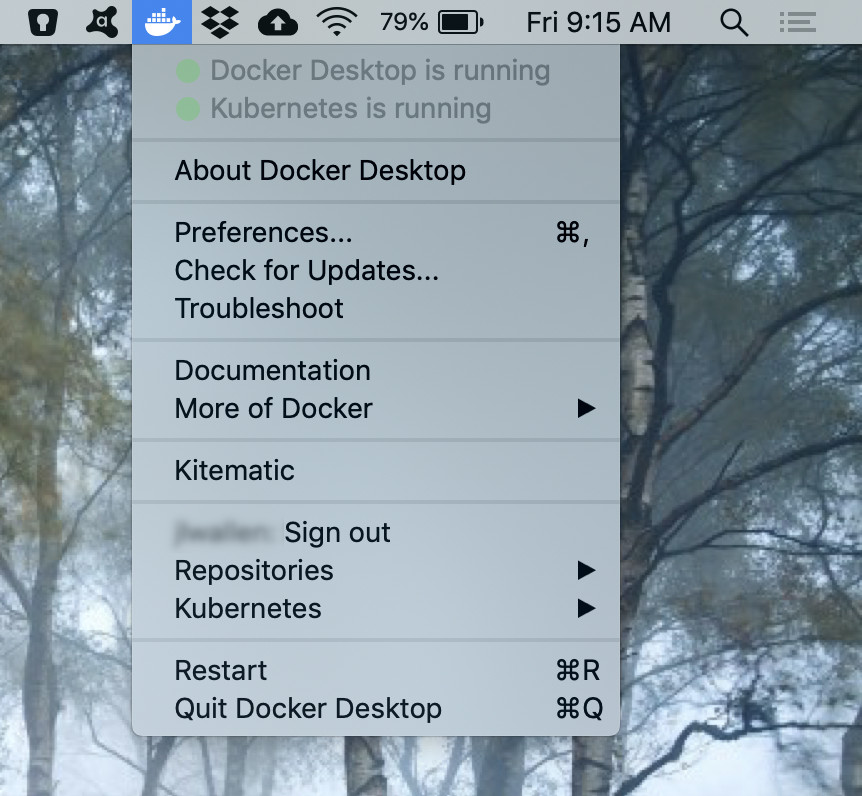 79% Fri 9:15 AM
Docker Desktop is running
Kubernetes is running
About Docker Desktop
Preferences... ⌘,
Check for Updates...
Troubleshoot
Documentation
More of Docker
Kitematic
Sign out
Repositories
Kubernetes
Restart ⌘R
Quit Docker Desktop ⌘Q